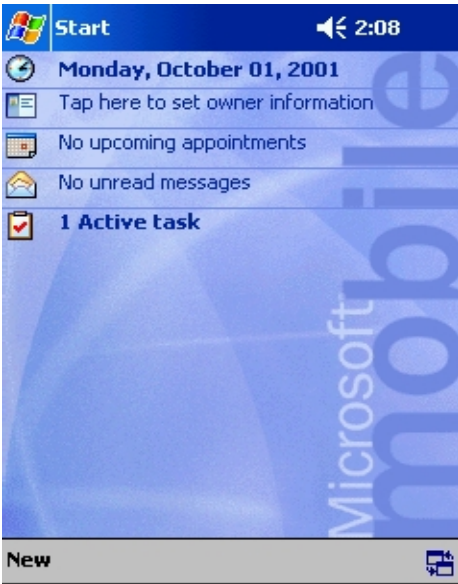 Start 2:08
Monday, October 01, 2001
Tap here to set owner information
No upcoming appointments
No unread messages
1 Active task
Microsoft
mobile
New